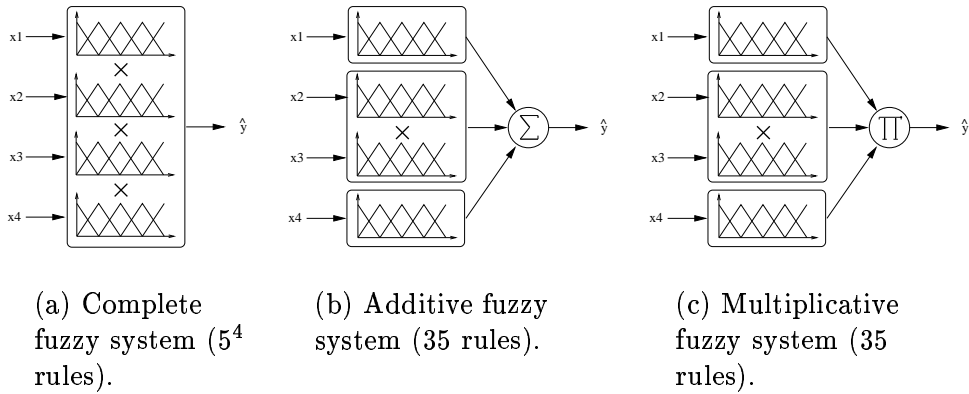 x1
×
x2
×
ŷ
x3
×
x4
x1
x2
×
∑
ŷ
x3
x4
x1
x2
×
∏
ŷ
x3
x4
(a) Complete
fuzzy system (5⁴
rules).
(b) Additive fuzzy
system (35 rules).
(c) Multiplicative
fuzzy system (35
rules).